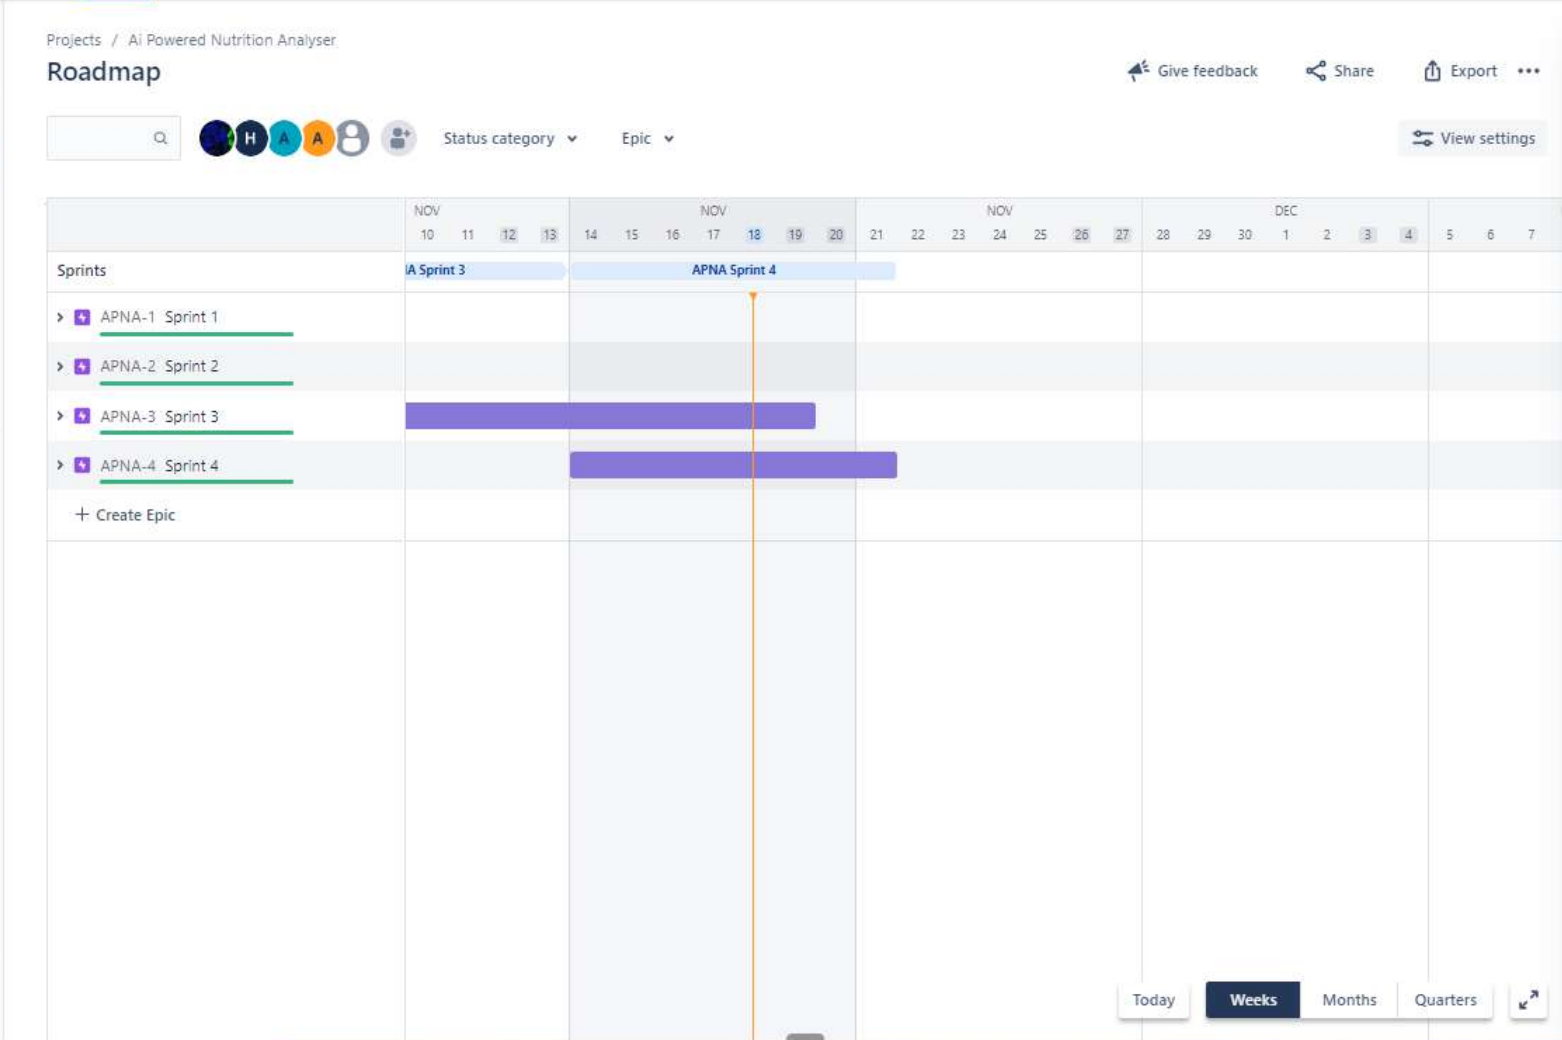 Projects / Ai Powered Nutrition Analyser
Roadmap
Give feedback Share Export
H A A Status category Epic View settings
NOV NOV NOV DEC
10 11 12 13 14 15 16 17 18 19 20 21 22 23 24 25 26 27 28 29 30 1 2 3 4 5 6 7
Sprints IA Sprint 3 APNA Sprint 4
APNA-1 Sprint 1
APNA-2 Sprint 2
APNA-3 Sprint 3
APNA-4 Sprint 4
+ Create Epic
Today Weeks Months Quarters